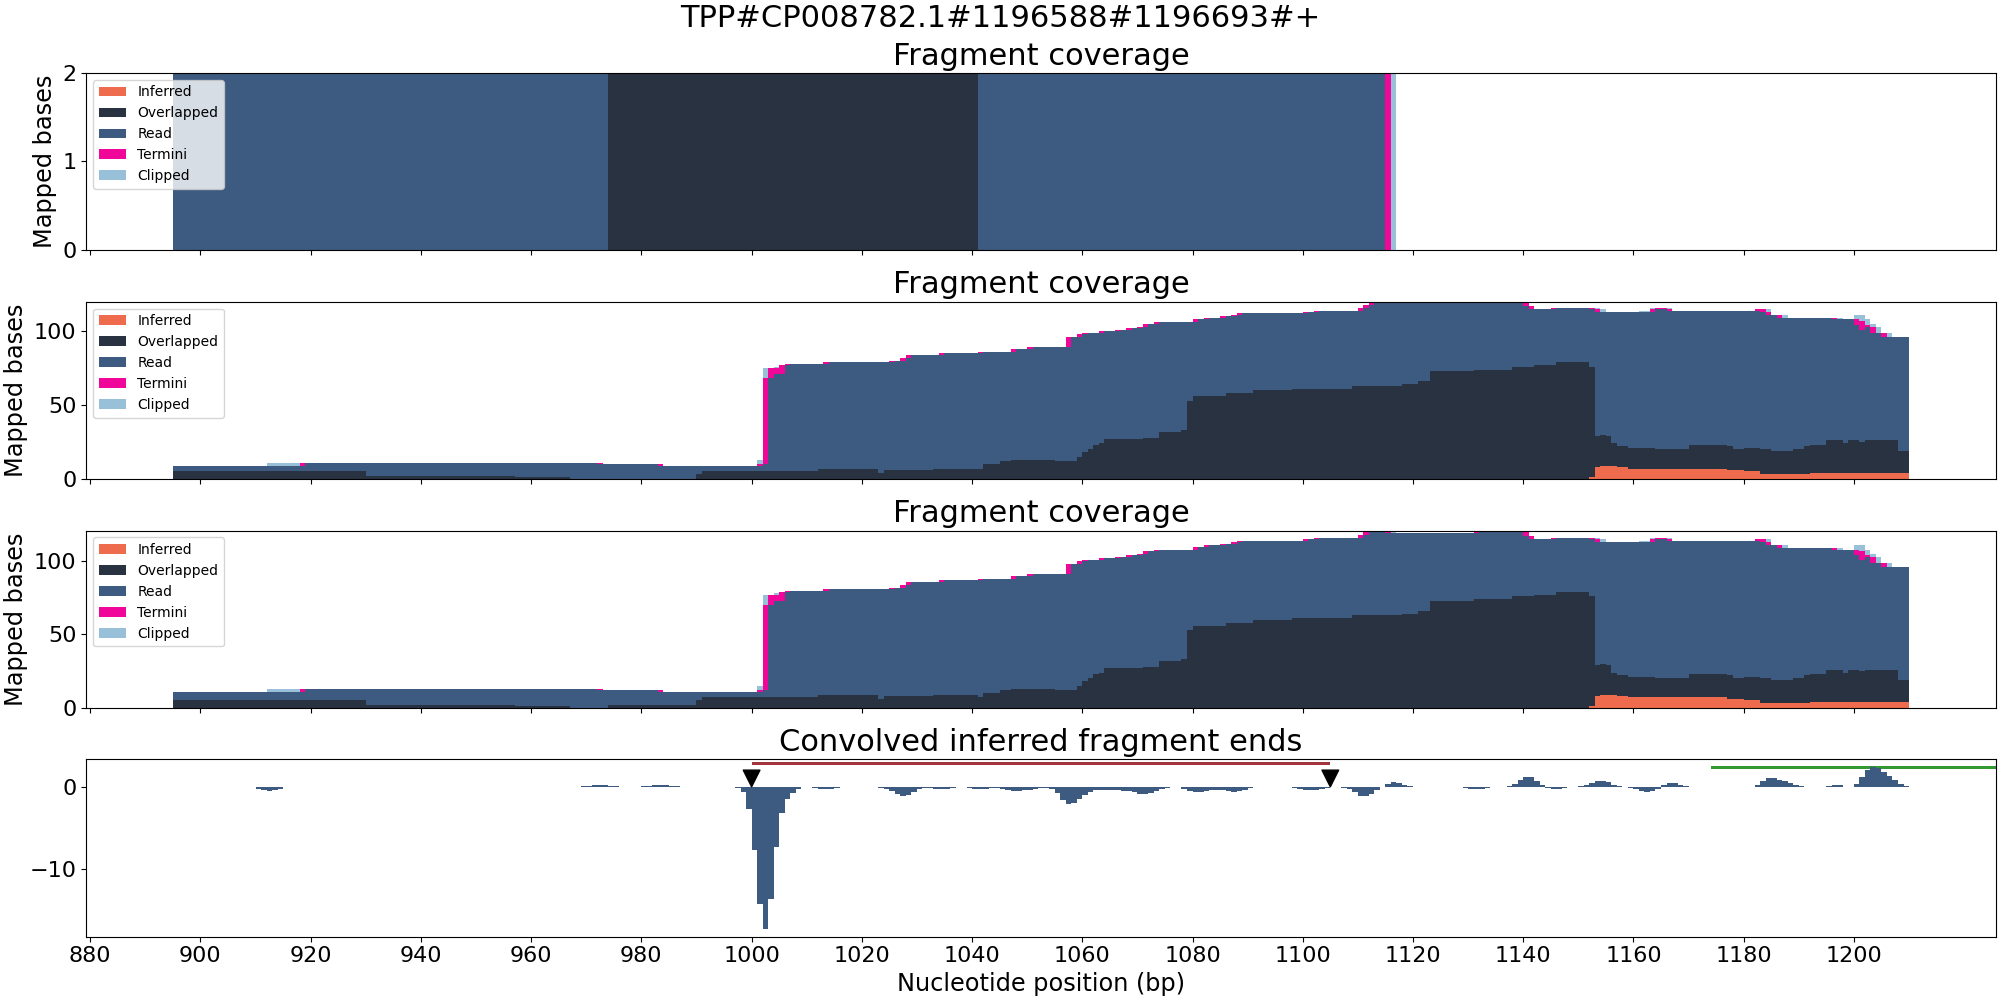 TPP#CP008782.1#1196588#1196693#+
Fragment coverage
Mapped bases
2
1
0
Inferred
Overlapped
Read
Termini
Clipped
Fragment coverage
Mapped bases
100
50
0
Inferred
Overlapped
Read
Termini
Clipped
Fragment coverage
Mapped bases
100
50
0
Inferred
Overlapped
Read
Termini
Clipped
Convolved inferred fragment ends
0
−10
880 900 920 940 960 980 1000 1020 1040 1060 1080 1100 1120 1140 1160 1180 1200
Nucleotide position (bp)